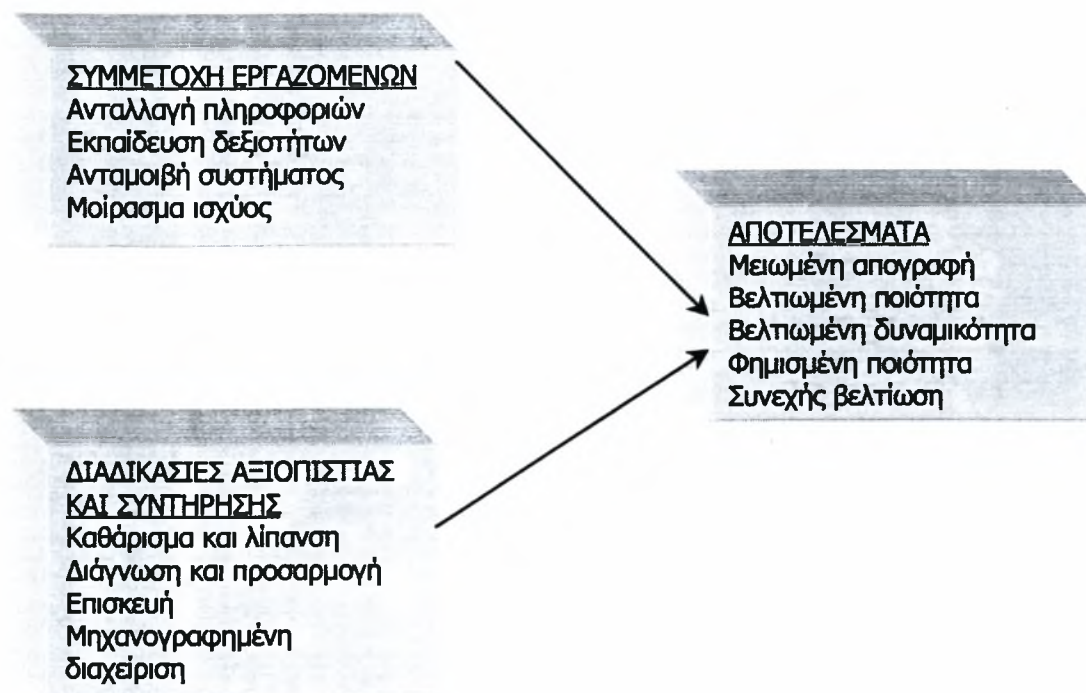 ΣΥΜΜΕΤΟΧΗ ΕΡΓΑΖΟΜΕΝΩΝ
Ανταλλαγή πληροφοριών
Εκπαίδευση δεξιοτήτων
Ανταμοιβή συστήματος
Μοίρασμα ισχύος
ΑΠΟΤΕΛΕΣΜΑΤΑ
Μειωμένη απογραφή
Βελτιωμένη ποιότητα
Βελτιωμένη δυναμικότητα
Φημισμένη ποιότητα
Συνεχής βελτίωση
ΔΙΑΔΙΚΑΣΙΕΣ ΑΞΙΟΠΙΣΤΙΑΣ
ΚΑΙ ΣΥΝΤΗΡΗΣΗΣ
Καθάρισμα και λίπανση
Διάγνωση και προσαρμογή
Επισκευή
Μηχανογραφημένη
διαχείριση